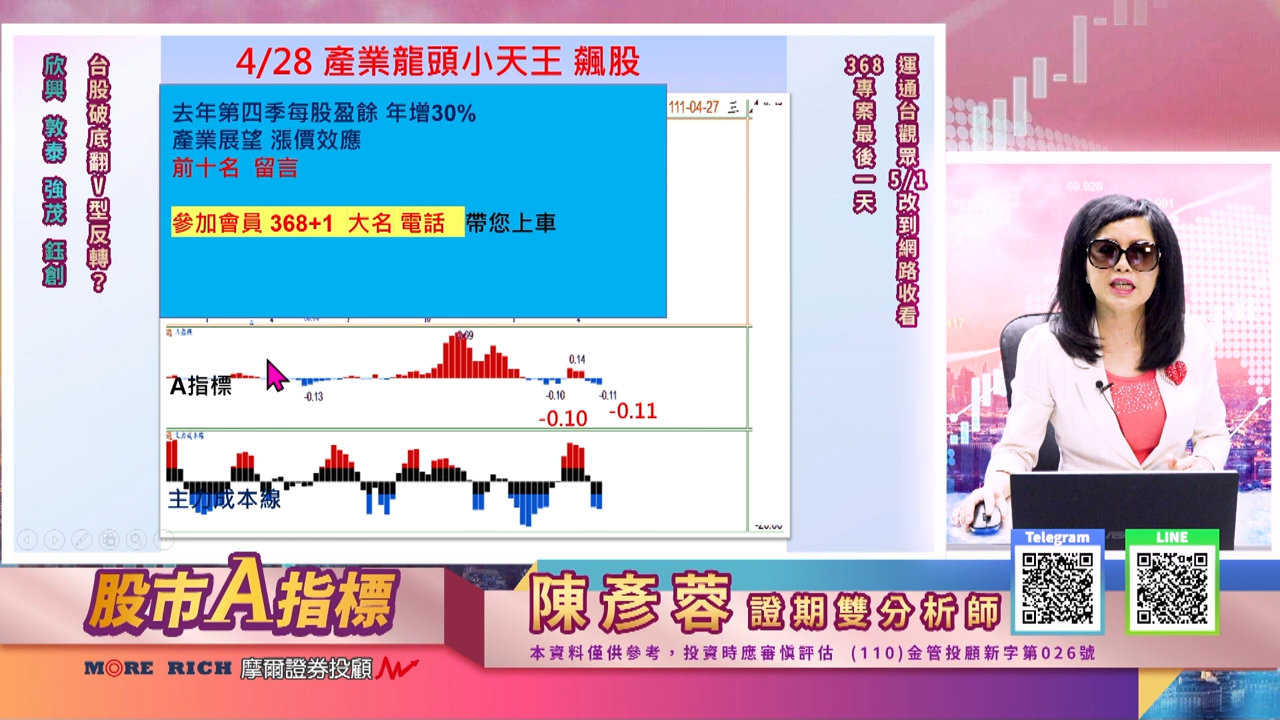 4/28 產業龍頭小天王 飆股
欣興 敦泰 強茂 鈺創
台股破底翻V型反轉?
368專案最後一天
運通台觀眾5/1改到網路收看
去年第四季每股盈餘 年增30%
產業展望 漲價效應
前十名 留言
參加會員 368+1 大名 電話 帶您上車
111-04-27 三
A指標
0.09
0.14
-0.13
-0.10
-0.11
-0.10
-0.11
主力成本線
69.928
股市A指標
陳彥蓉 證期雙分析師
本資料僅供參考，投資時應審慎評估 (110)金管投顧新字第026號
MORE RICH 摩爾證券投顧
Telegram
LINE